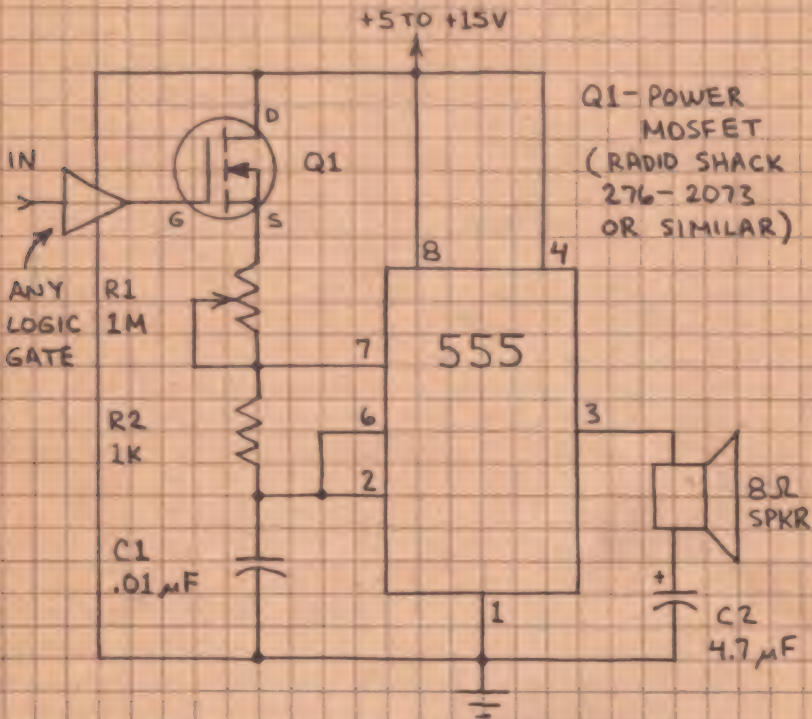 +5 TO +15V
Q1-POWER
MOSFET
(RADIO SHACK
276-2073
OR SIMILAR)
D
Q1
IN
G
S
ANY
LOGIC
GATE
R1
1M
8
4
7
555
R2
1K
6
3
2
8Ω
SPKR
C1
.01μF
1
+
C2
4.7μF